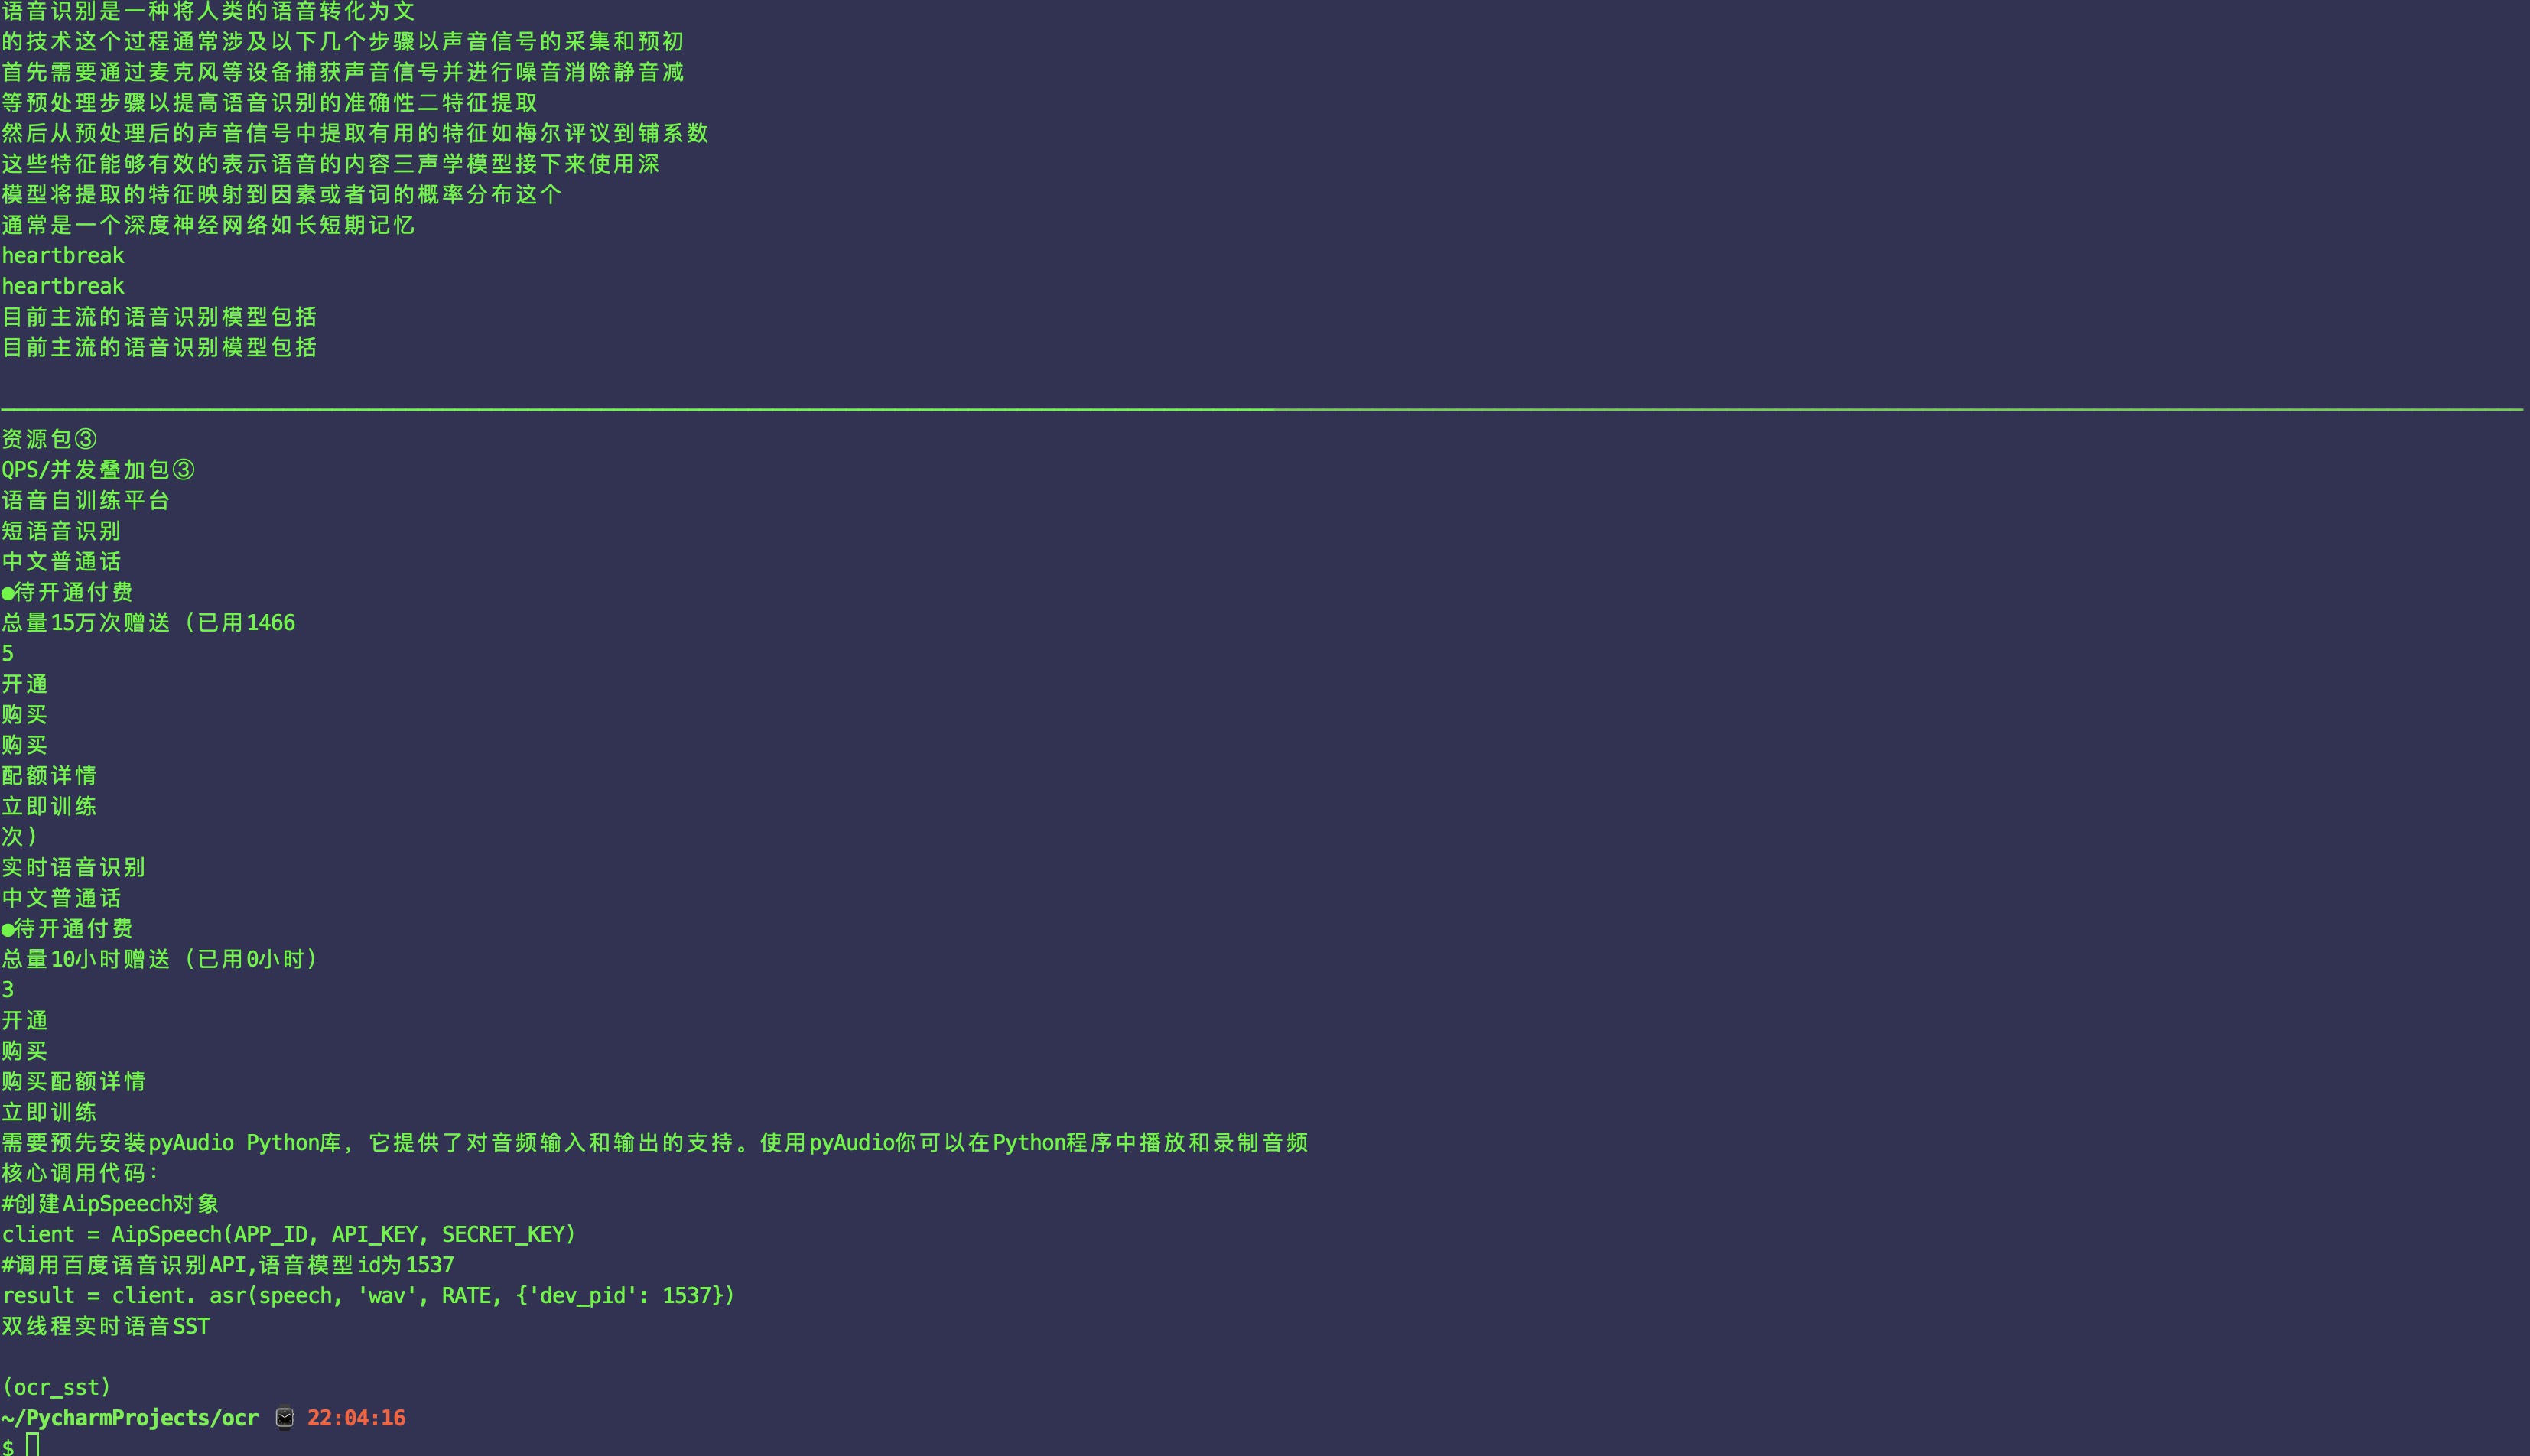 语音识别是一种将人类的语音转化为文
的技术这个过程通常涉及以下几个步骤以声音信号的采集和预初
首先需要通过麦克风等设备捕获声音信号并进行噪音消除静音减
等预处理步骤以提高语音识别的准确性二特征提取
然后从预处理后的声音信号中提取有用的特征如梅尔评议到铺系数
这些特征能够有效的表示语音的内容三声学模型接下来使用深
模型将提取的特征映射到因素或者词的概率分布这个
通常是一个深度神经网络如长短期记忆
heartbreak
heartbreak
目前主流的语音识别模型包括
目前主流的语音识别模型包括
资源包③
QPS/并发叠加包③
语音自训练平台
短语音识别
中文普通话
●待开通付费
总量15万次赠送（已用1466
5
开通
购买
购买
配额详情
立即训练
次）
实时语音识别
中文普通话
●待开通付费
总量10小时赠送（已用0小时）
3
开通
购买
购买配额详情
立即训练
需要预先安装pyAudio Python库，它提供了对音频输入和输出的支持。使用pyAudio你可以在Python程序中播放和录制音频
核心调用代码：
#创建AipSpeech对象
client = AipSpeech(APP_ID, API_KEY, SECRET_KEY)
#调用百度语音识别API,语音模型id为1537
result = client. asr(speech, 'wav', RATE, {'dev_pid': 1537})
双线程实时语音SST
(ocr_sst)
~/PycharmProjects/ocr ⌚ 22:04:16
$